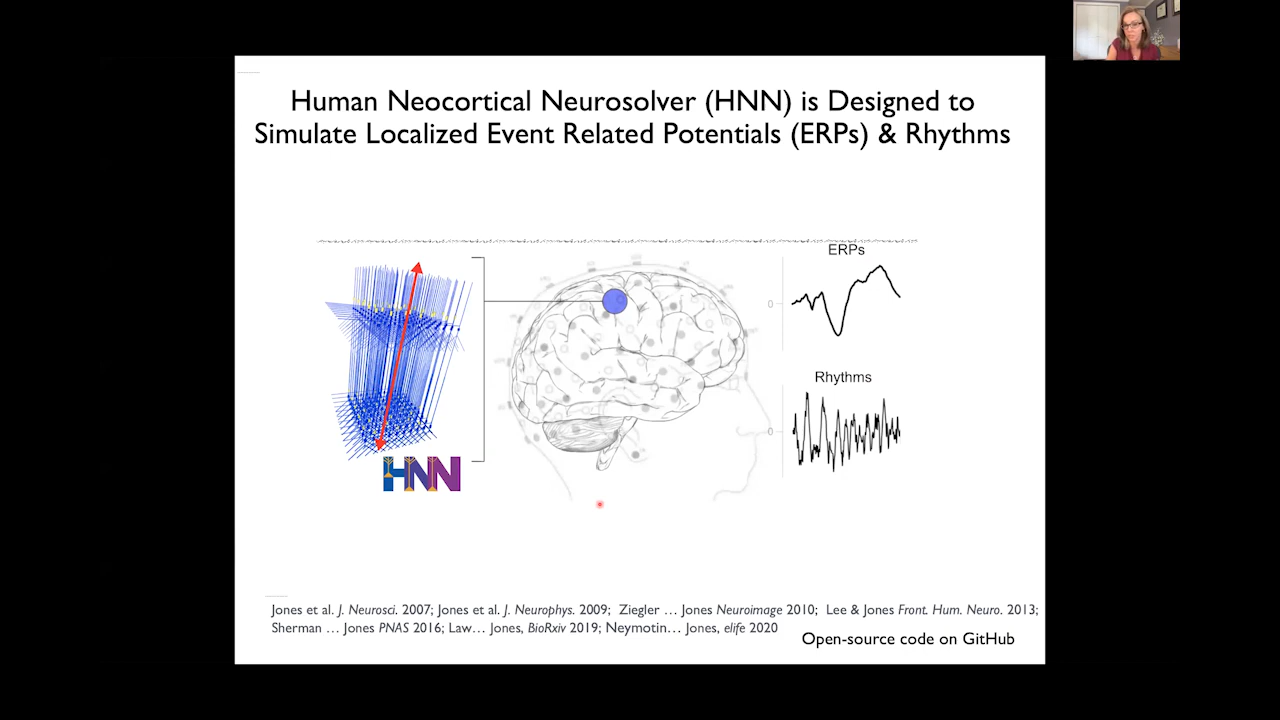 Human Neocortical Neurosolver (HNN) is Designed to
Simulate Localized Event Related Potentials (ERPs) & Rhythms
ERPs
0
Rhythms
0
HNN
Jones et al. J. Neurosci. 2007; Jones et al. J. Neurophys. 2009; Ziegler … Jones Neuroimage 2010; Lee & Jones Front. Hum. Neuro. 2013;
Sherman … Jones PNAS 2016; Law… Jones, BioRxiv 2019; Neymotin… Jones, elife 2020
Open-source code on GitHub